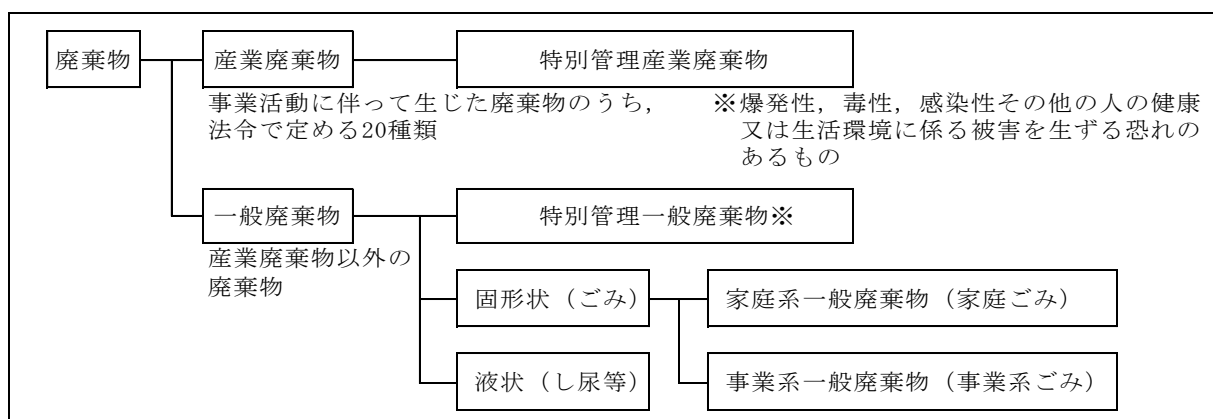 廃棄物
産業廃棄物
特別管理産業廃棄物
事業活動に伴って生じた廃棄物のうち，
法令で定める20種類
※爆発性，毒性，感染性その他の人の健康
又は生活環境に係る被害を生ずる恐れの
あるもの
一般廃棄物
特別管理一般廃棄物※
産業廃棄物以外の
廃棄物
固形状（ごみ）
家庭系一般廃棄物（家庭ごみ）
液状（し尿等）
事業系一般廃棄物（事業系ごみ）